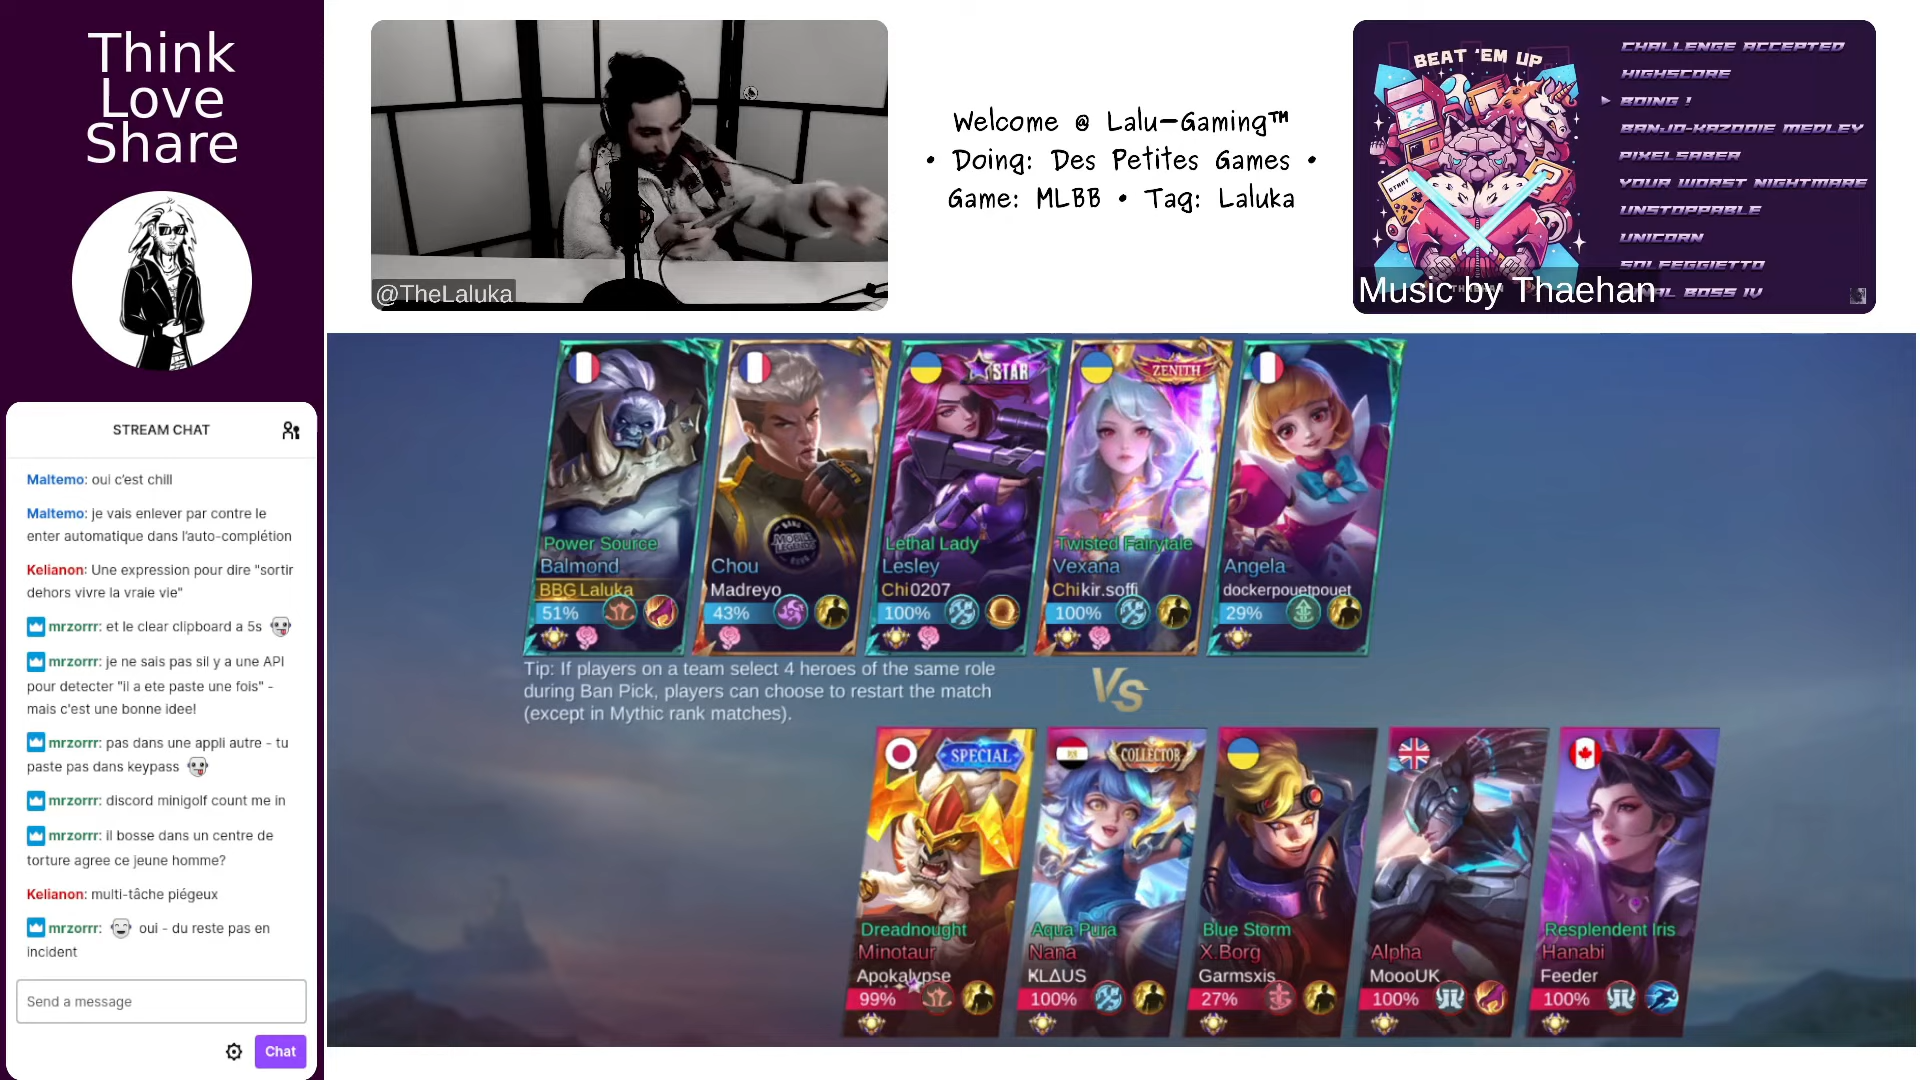 Think
Love
Share
STREAM CHAT
Maltemo: oui c'est chill
Maltemo: je vais enlever par contre le
enter automatique dans l'auto-complétion
Kelianon: Une expression pour dire "sortir
dehors vivre la vraie vie"
mrzorrr: et le clear clipboard a 5s
mrzorrr: je ne sais pas sil y a une API
pour detecter "il a ete paste une fois" -
mais c'est une bonne idee!
mrzorrr: pas dans une appli autre - tu
paste pas dans keypass
mrzorrr: discord minigolf count me in
mrzorrr: il bosse dans un centre de
torture agree ce jeune homme?
Kelianon: multi-tâche piégeux
mrzorrr: oui - du reste pas en
incident
Send a message
Chat
@TheLaluka
Welcome @ Lalu-Gaming™
• Doing: Des Petites Games •
Game: MLBB • Tag: Laluka
BEAT 'EM UP
START
CHALLENGE ACCEPTED
HIGHSCORE
BOING !
BANJO-KAZOOIE MEDLEY
PIXELSABER
YOUR WORST NIGHTMARE
UNSTOPPABLE
UNICORN
SOLFEGGIETTO
Music by Thaehan
BOSS IV
STAR
ZENITH
Power Source
Balmond
BBG Laluka
51%
Chou
Madreyo
43%
Lethal Lady
Lesley
Chi0207
100%
Twisted Fairytale
Vexana
Chikir.soffi
100%
Angela
dockerpouetpouet
29%
Tip: If players on a team select 4 heroes of the same role
during Ban Pick, players can choose to restart the match
(except in Mythic rank matches).
Vs
SPECIAL
COLLECTOR
Dreadnought
Minotaur
Apokalypse
99%
Aqua Pura
Nana
KLΔUS
100%
Blue Storm
X.Borg
Garmsxis
27%
Alpha
MoooUK
100%
Resplendent Iris
Hanabi
Feeder
100%